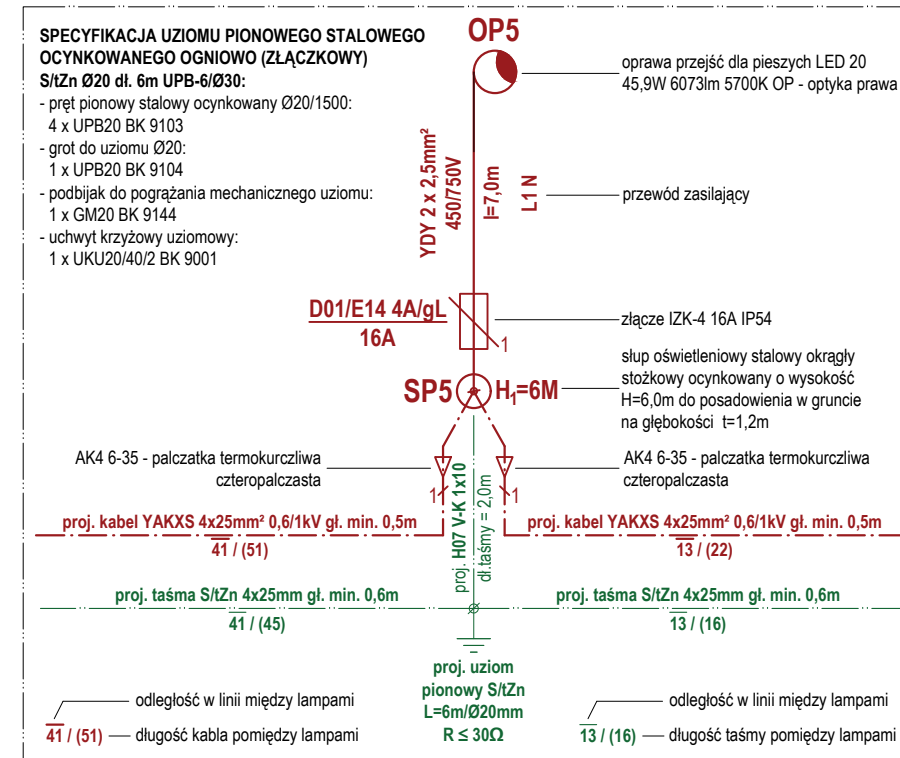 SPECYFIKACJA UZIOMU PIONOWEGO STALOWEGO
OCYNKOWANEGO OGNIOWO (ZŁĄCZKOWY)
S/tZn Ø20 dł. 6m UPB-6/Ø30:
- pręt pionowy stalowy ocynkowany Ø20/1500:
4 x UPB20 BK 9103
- grot do uziomu Ø20:
1 x UPB20 BK 9104
- podbijak do pogrążania mechanicznego uziomu:
1 x GM20 BK 9144
- uchwyt krzyżowy uziomowy:
1 x UKU20/40/2 BK 9001
OP5
oprawa przejść dla pieszych LED 20
45,9W 6073lm 5700K OP - optyka prawa
YDY 2 x 2,5mm²
450/750V
l=7,0m
L1 N
przewód zasilający
D01/E14 4A/gL
16A
1
złącze IZK-4 16A IP54
SP5
H₁=6M
słup oświetleniowy stalowy okrągły
stożkowy ocynkowany o wysokość
H=6,0m do posadowienia w gruncie
na głębokości t=1,2m
AK4 6-35 - palczatka termokurczliwa
czteropalczasta
1
1
AK4 6-35 - palczatka termokurczliwa
czteropalczasta
proj. kabel YAKXS 4x25mm² 0,6/1kV gł. min. 0,5m
41 / (51)
proj. H07 V-K 1x10
dł.taśmy = 2,0m
proj. kabel YAKXS 4x25mm² 0,6/1kV gł. min. 0,5m
13 / (22)
proj. taśma S/tZn 4x25mm gł. min. 0,6m
41 / (45)
proj. taśma S/tZn 4x25mm gł. min. 0,6m
13 / (16)
proj. uziom
pionowy S/tZn
L=6m/Ø20mm
R ≤ 30Ω
odległość w linii między lampami
41 / (51)
długość kabla pomiędzy lampami
odległość w linii między lampami
13 / (16)
długość taśmy pomiędzy lampami